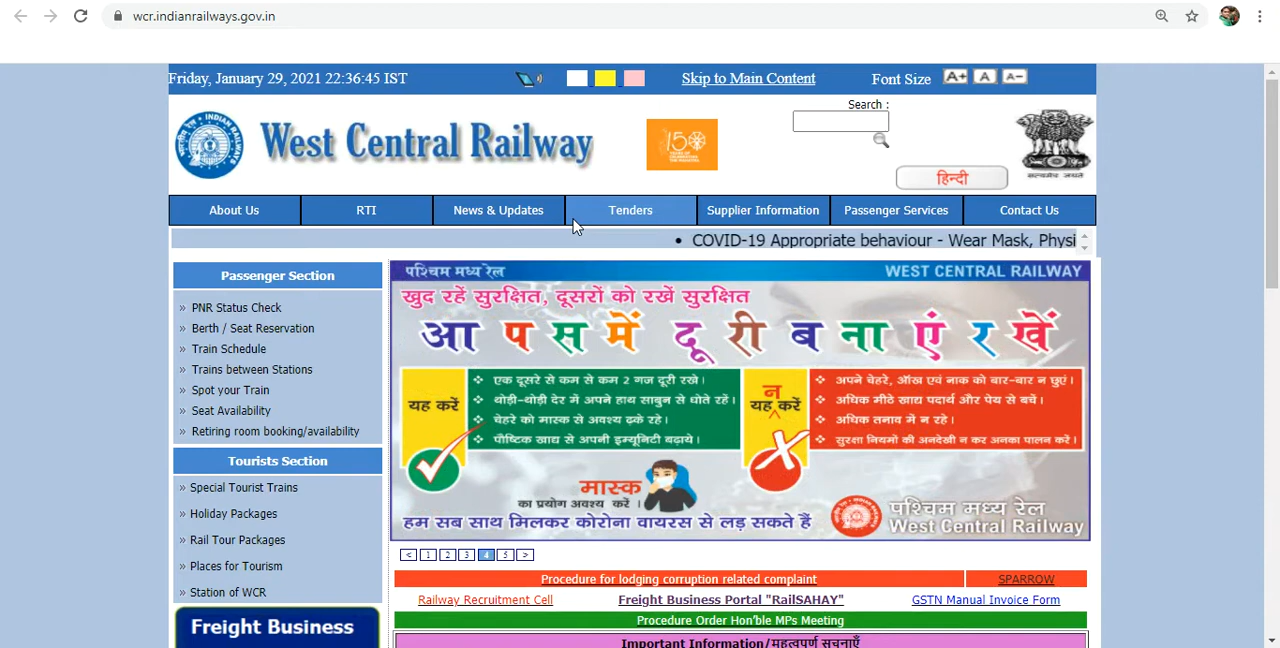 wcr.indianrailways.gov.in
Friday, January 29, 2021 22:36:45 IST
Skip to Main Content
Font Size A+ A A−
Search :
West Central Railway
150
हिन्दी
सत्यमेव जयते
About Us
RTI
News & Updates
Tenders
Supplier Information
Passenger Services
Contact Us
• COVID-19 Appropriate behaviour - Wear Mask, Physi
Passenger Section
» PNR Status Check
» Berth / Seat Reservation
» Train Schedule
» Trains between Stations
» Spot your Train
» Seat Availability
» Retiring room booking/availability
Tourists Section
» Special Tourist Trains
» Holiday Packages
» Rail Tour Packages
» Places for Tourism
» Station of WCR
Freight Business
पश्चिम मध्य रेल
WEST CENTRAL RAILWAY
खुद रहें सुरक्षित, दूसरों को रखें सुरक्षित
आपस में दूरी बनाएं रखें
यह करें
❖ एक दूसरे से कम से कम 2 गज दूरी रखे।
❖ थोड़ी-थोड़ी देर में अपने हाथ साबुन से धोते रहें।
❖ चेहरे को मास्क से अवश्य ढ़के रहे।
❖ पौष्टिक खाद्य से अपनी इम्यूनिटी बढ़ाये।
यह न करें
❖ अपने चेहरे, आँख एवं नाक को बार-बार न छुएं।
❖ अधिक मीठे खाद्य पदार्थ और पेय से बचें।
❖ अधिक तनाव में न रहे।
❖ सुरक्षा नियमों की अनदेखी न कर अनका पालन करें।
मास्क
का प्रयोग अवश्य करें।
हम सब साथ मिलकर कोरोना वायरस से लड़ सकते हैं
पश्चिम मध्य रेल
West Central Railway
< 1 2 3 4 5 >
Procedure for lodging corruption related complaint
SPARROW
Railway Recruitment Cell
Freight Business Portal "RailSAHAY"
GSTN Manual Invoice Form
Procedure Order Hon'ble MPs Meeting
Important Information/महत्वपूर्ण सूचनाएँ